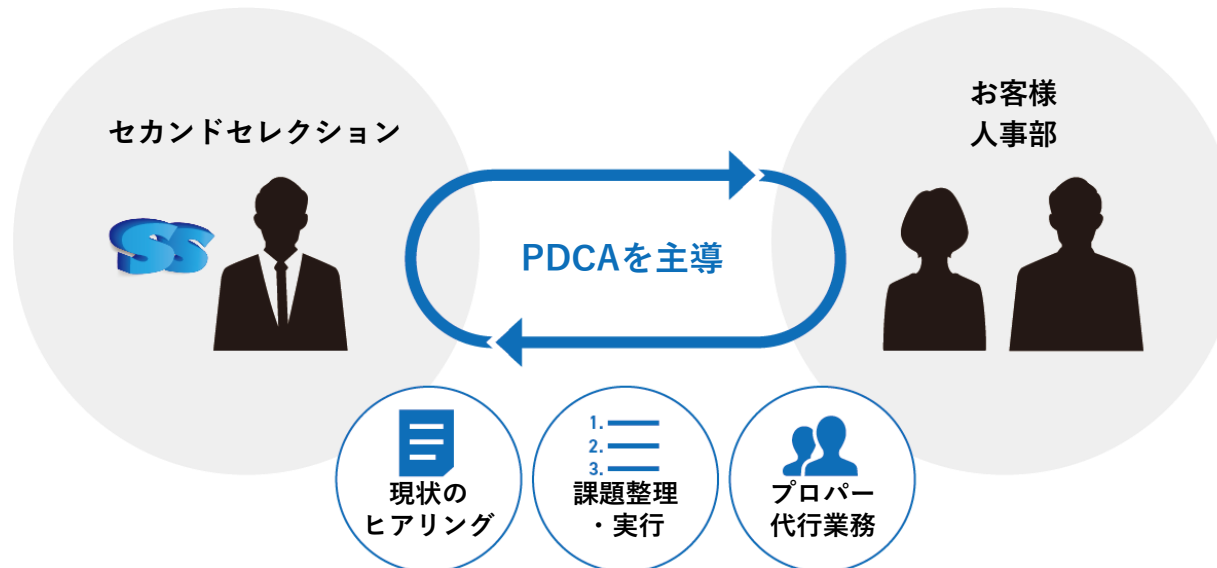 セカンドセレクション
お客様
人事部
SS
PDCAを主導
1.
2.
3.
現状の
ヒアリング
課題整理
・実行
プロパー
代行業務